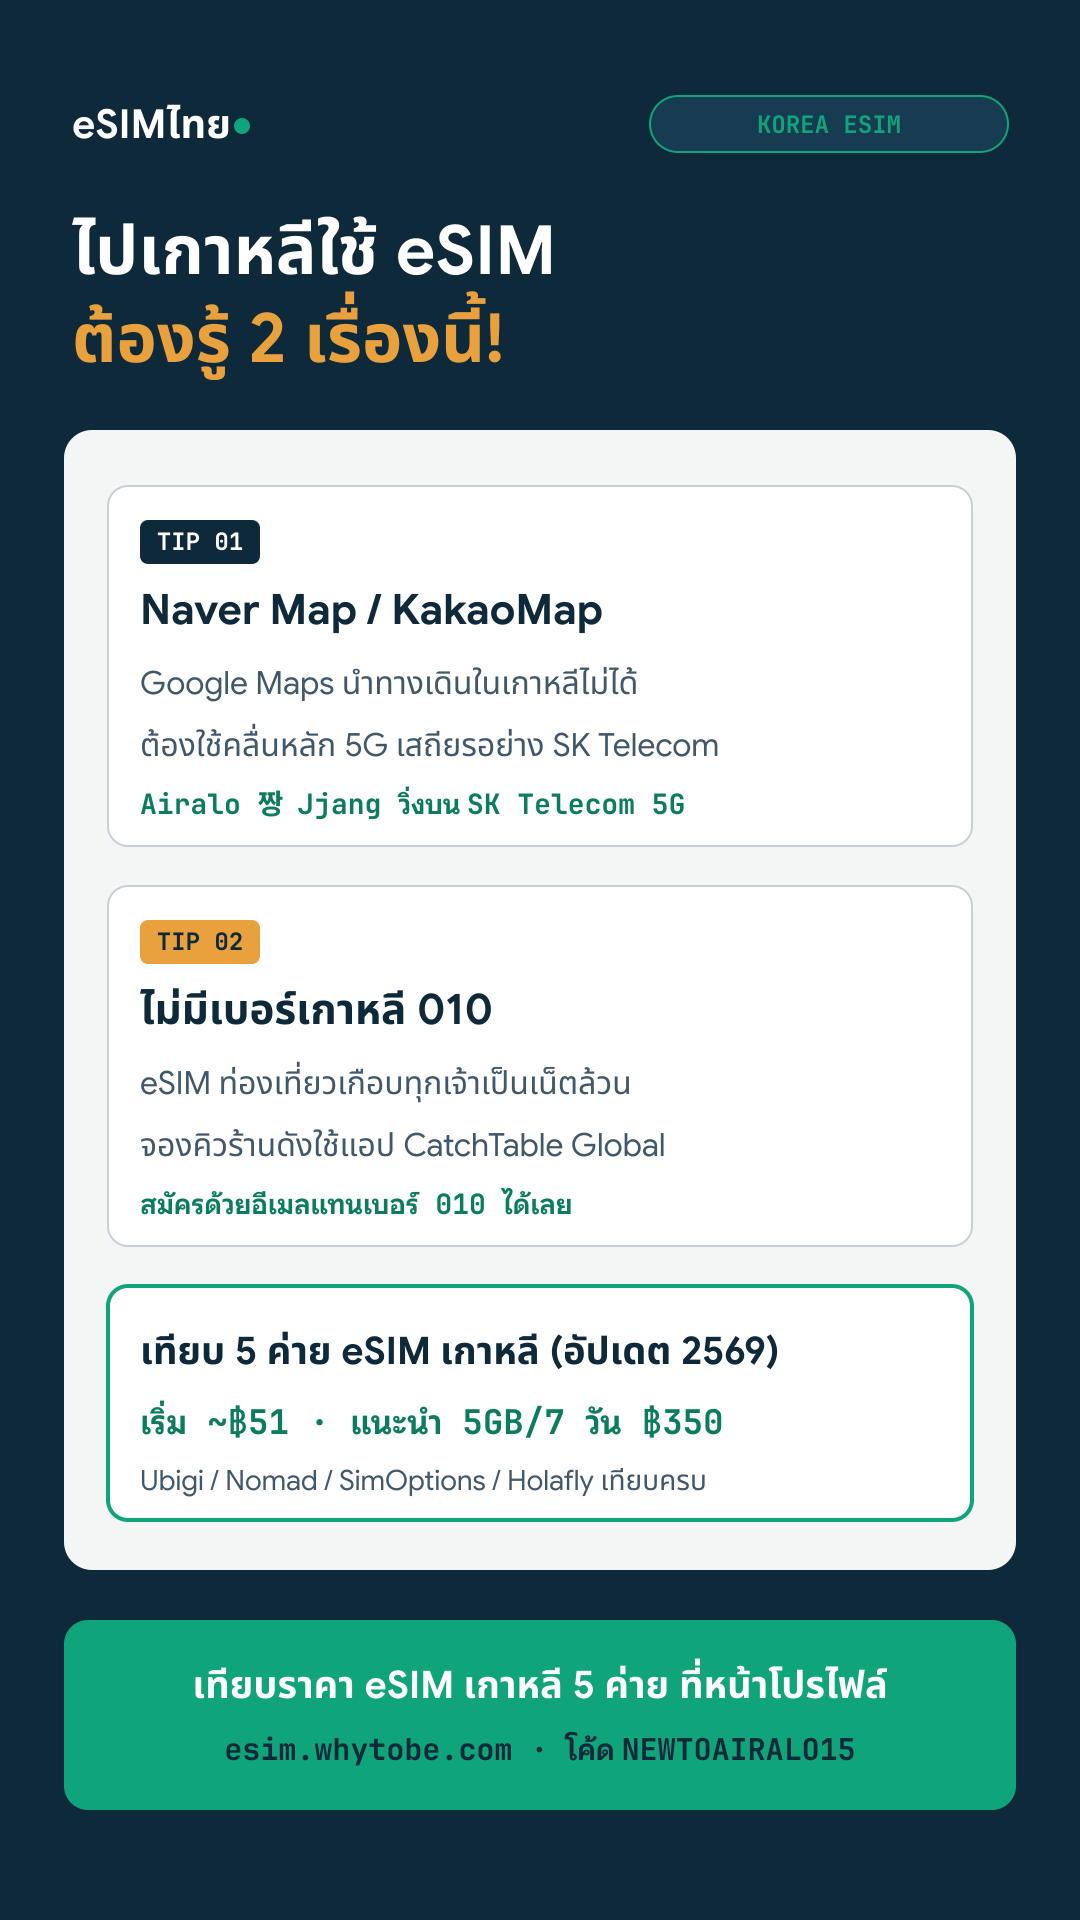 eSIMไทย
KOREA ESIM
ไปเกาหลีใช้ eSIM
ต้องรู้ 2 เรื่องนี้!
TIP 01
Naver Map / KakaoMap
Google Maps นำทางเดินในเกาหลีไม่ได้
ต้องใช้คลื่นหลัก 5G เสถียรอย่าง SK Telecom
Airalo 짱 Jjang วิ่งบน SK Telecom 5G
TIP 02
ไม่มีเบอร์เกาหลี 010
eSIM ท่องเที่ยวเกือบทุกเจ้าเป็นเน็ตล้วน
จองคิวร้านดังใช้แอป CatchTable Global
สมัครด้วยอีเมลแทนเบอร์ 010 ได้เลย
เทียบ 5 ค่าย eSIM เกาหลี (อัปเดต 2569)
เริ่ม ~฿51 · แนะนำ 5GB/7 วัน ฿350
Ubigi / Nomad / SimOptions / Holafly เทียบครบ
เทียบราคา eSIM เกาหลี 5 ค่าย ที่หน้าโปรไฟล์
esim.whytobe.com · โค้ด NEWTOAIRALO15